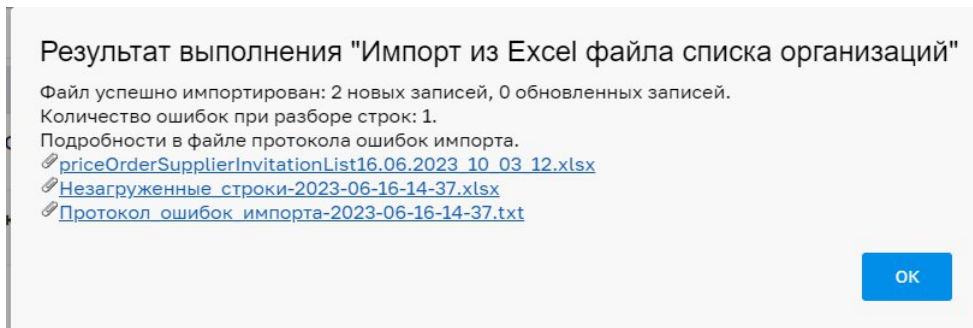 Результат выполнения "Импорт из Excel файла списка организаций"
Файл успешно импортирован: 2 новых записей, 0 обновленных записей.
Количество ошибок при разборе строк: 1.
Подробности в файле протокола ошибок импорта.
priceOrderSupplierInvitationList16.06.2023_10_03_12.xlsx
Незагруженные_строки-2023-06-16-14-37.xlsx
Протокол_ошибок_импорта-2023-06-16-14-37.txt
ОК